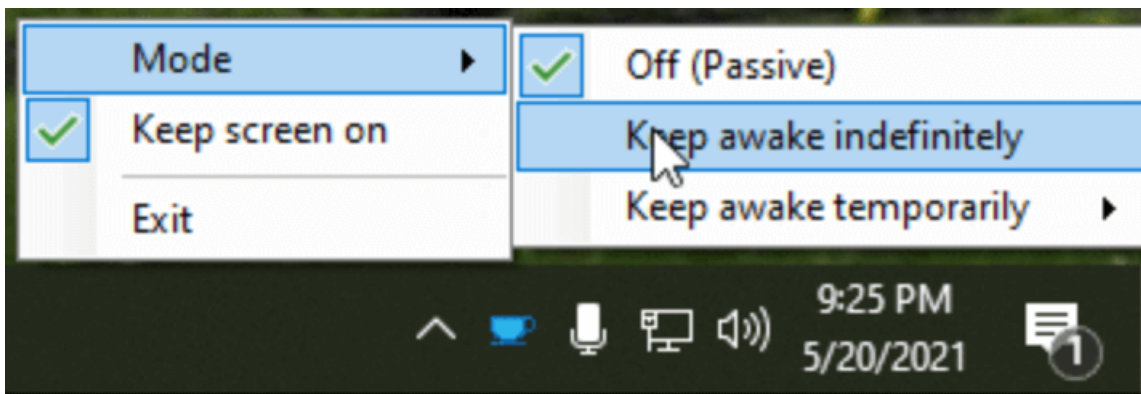 Mode
Keep screen on
Exit
Off (Passive)
Keep awake indefinitely
Keep awake temporarily
9:25 PM
5/20/2021
1